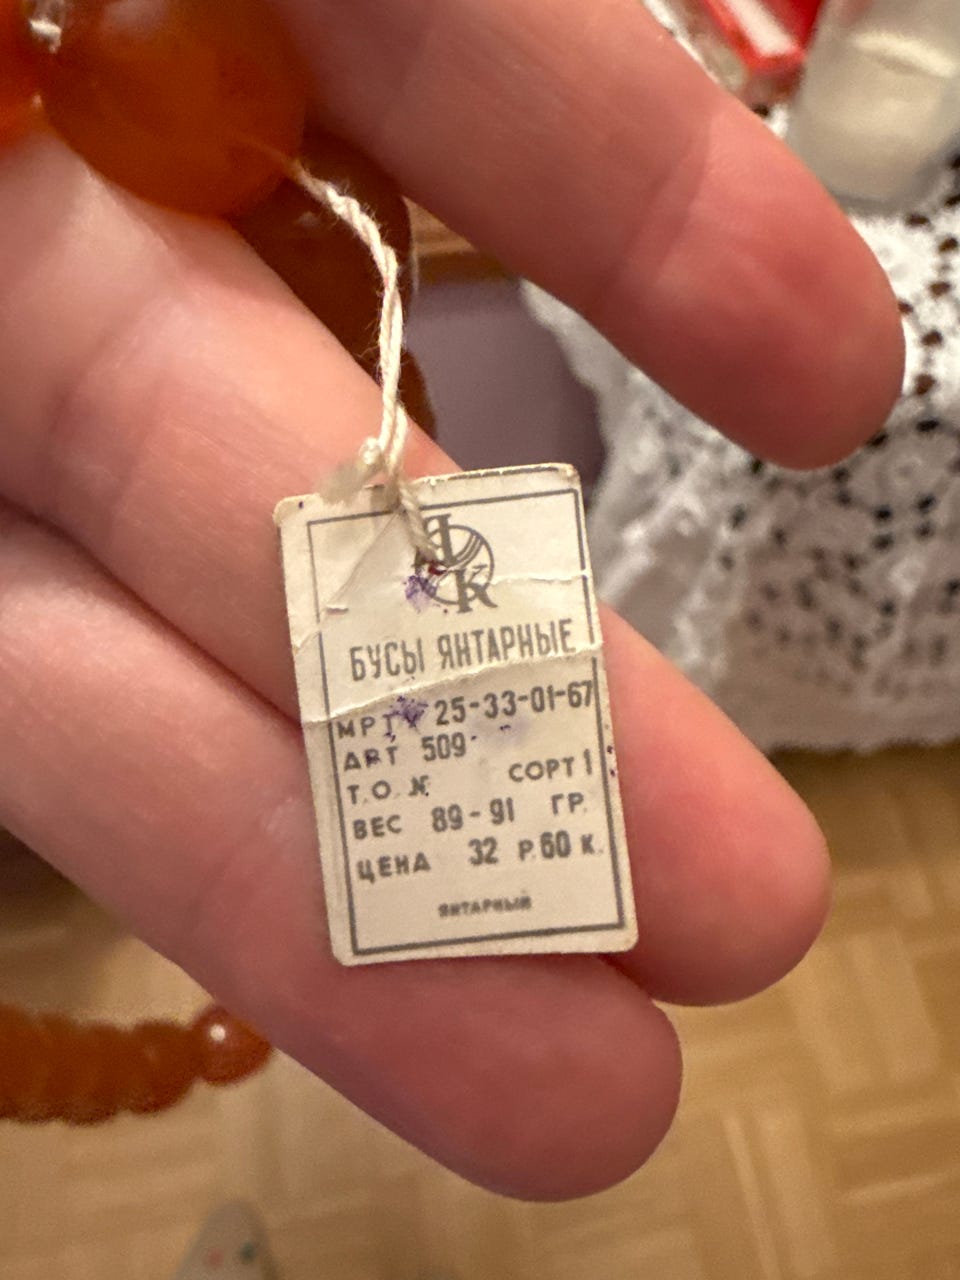 ЯК
БУСЫ ЯНТАРНЫЕ
МРТУ 25-33-01-67
АРТ 509
Т.О.№ СОРТ 1
ВЕС 89-91 ГР.
ЦЕНА 32 Р. 60 К.
ЯНТАРНЫЙ